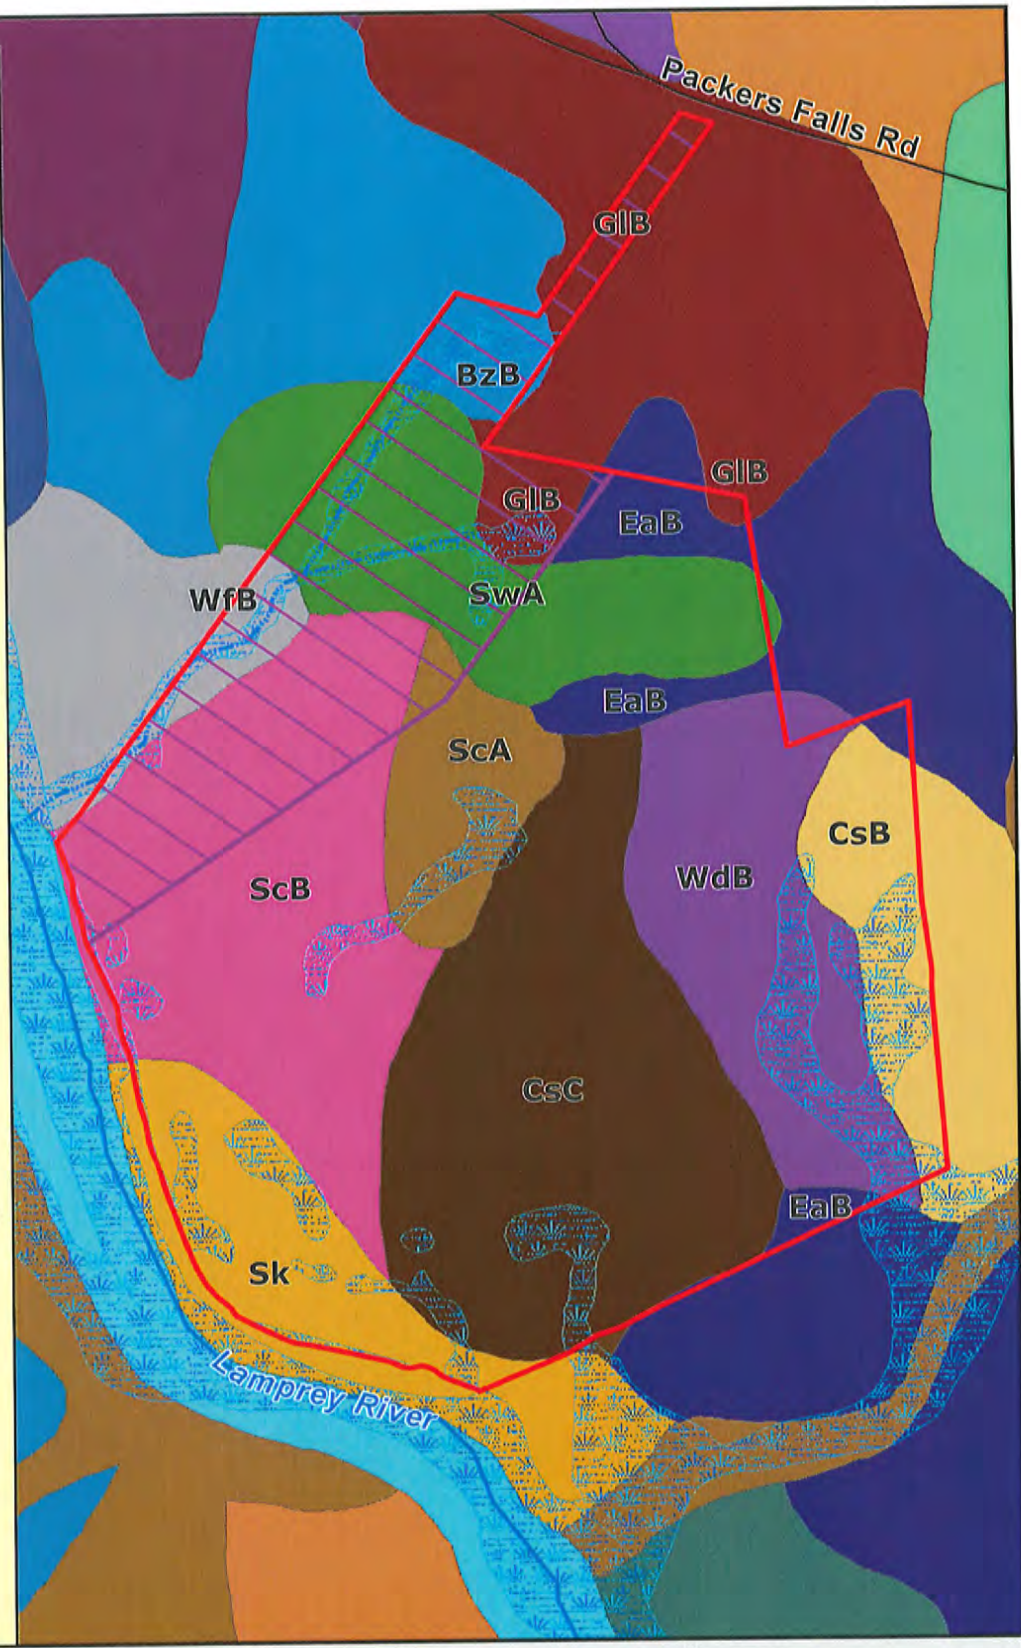 Packers Falls Rd
GlB
BzB
GlB
GlB
EaB
SwA
WfB
EaB
ScA
CsB
WdB
ScB
CsC
EaB
Sk
Lamprey River